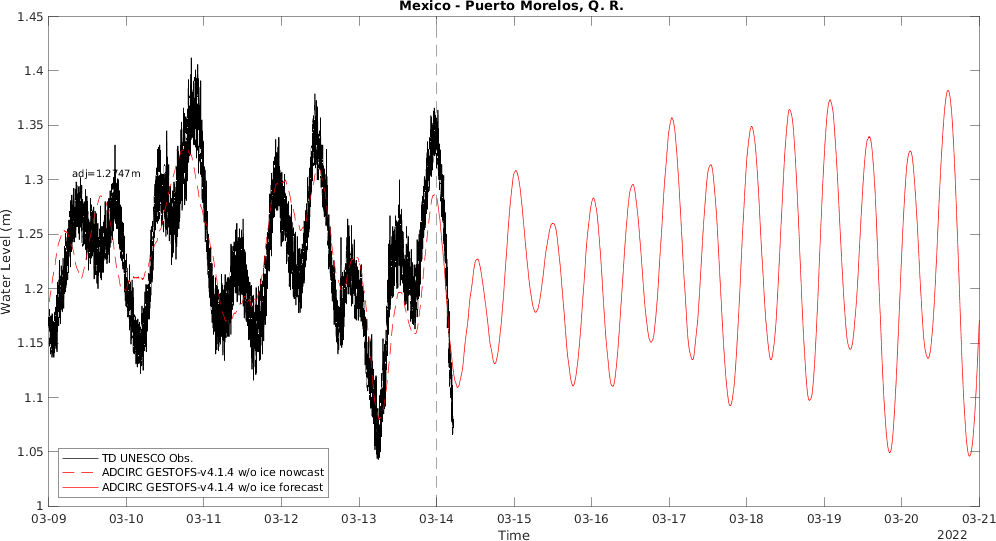 Mexico - Puerto Morelos, Q. R.
1.45
1.4
1.35
1.3
1.25
1.2
1.15
1.1
1.05
1
Water Level (m)
adj=1.2747m
TD UNESCO Obs.
ADCIRC GESTOFS-v4.1.4 w/o ice nowcast
ADCIRC GESTOFS-v4.1.4 w/o ice forecast
03-09 03-10 03-11 03-12 03-13 03-14 03-15 03-16 03-17 03-18 03-19 03-20 03-21
Time
2022